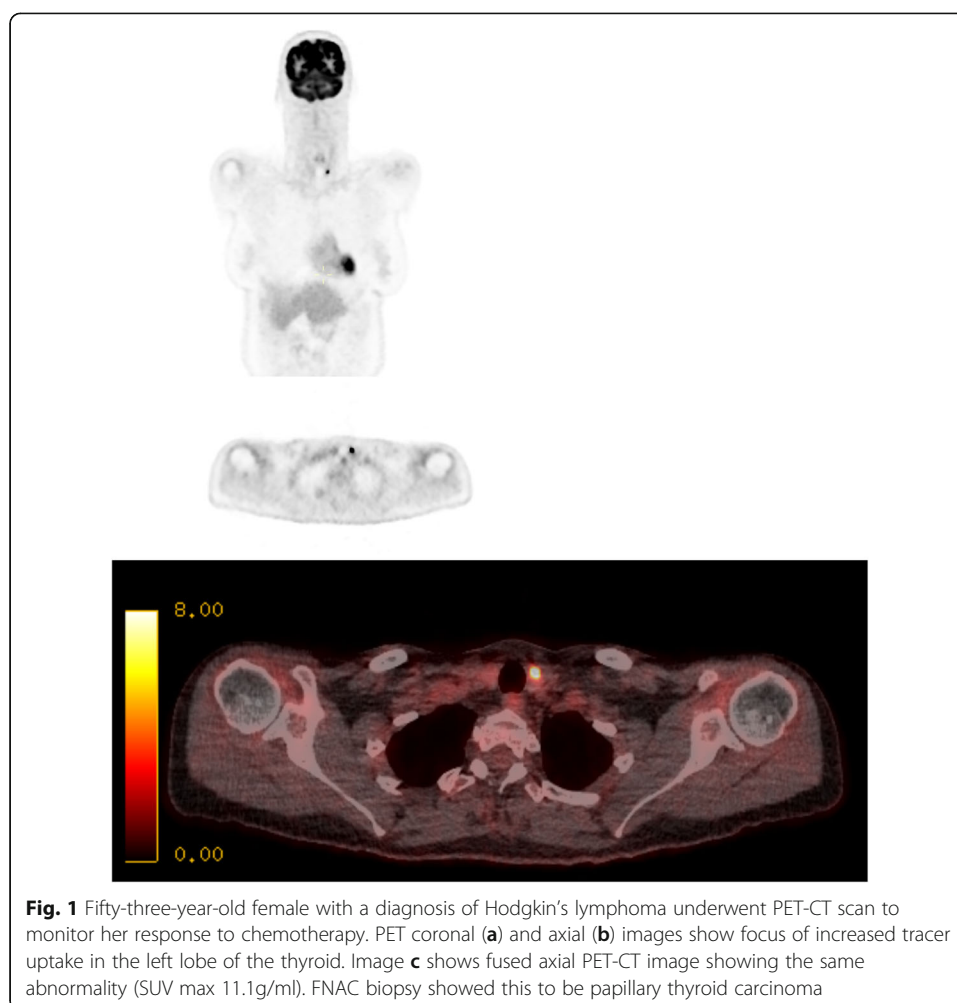 8.00
0.00
Fig. 1 Fifty-three-year-old female with a diagnosis of Hodgkin's lymphoma underwent PET-CT scan to
monitor her response to chemotherapy. PET coronal (a) and axial (b) images show focus of increased tracer
uptake in the left lobe of the thyroid. Image c shows fused axial PET-CT image showing the same
abnormality (SUV max 11.1g/ml). FNAC biopsy showed this to be papillary thyroid carcinoma